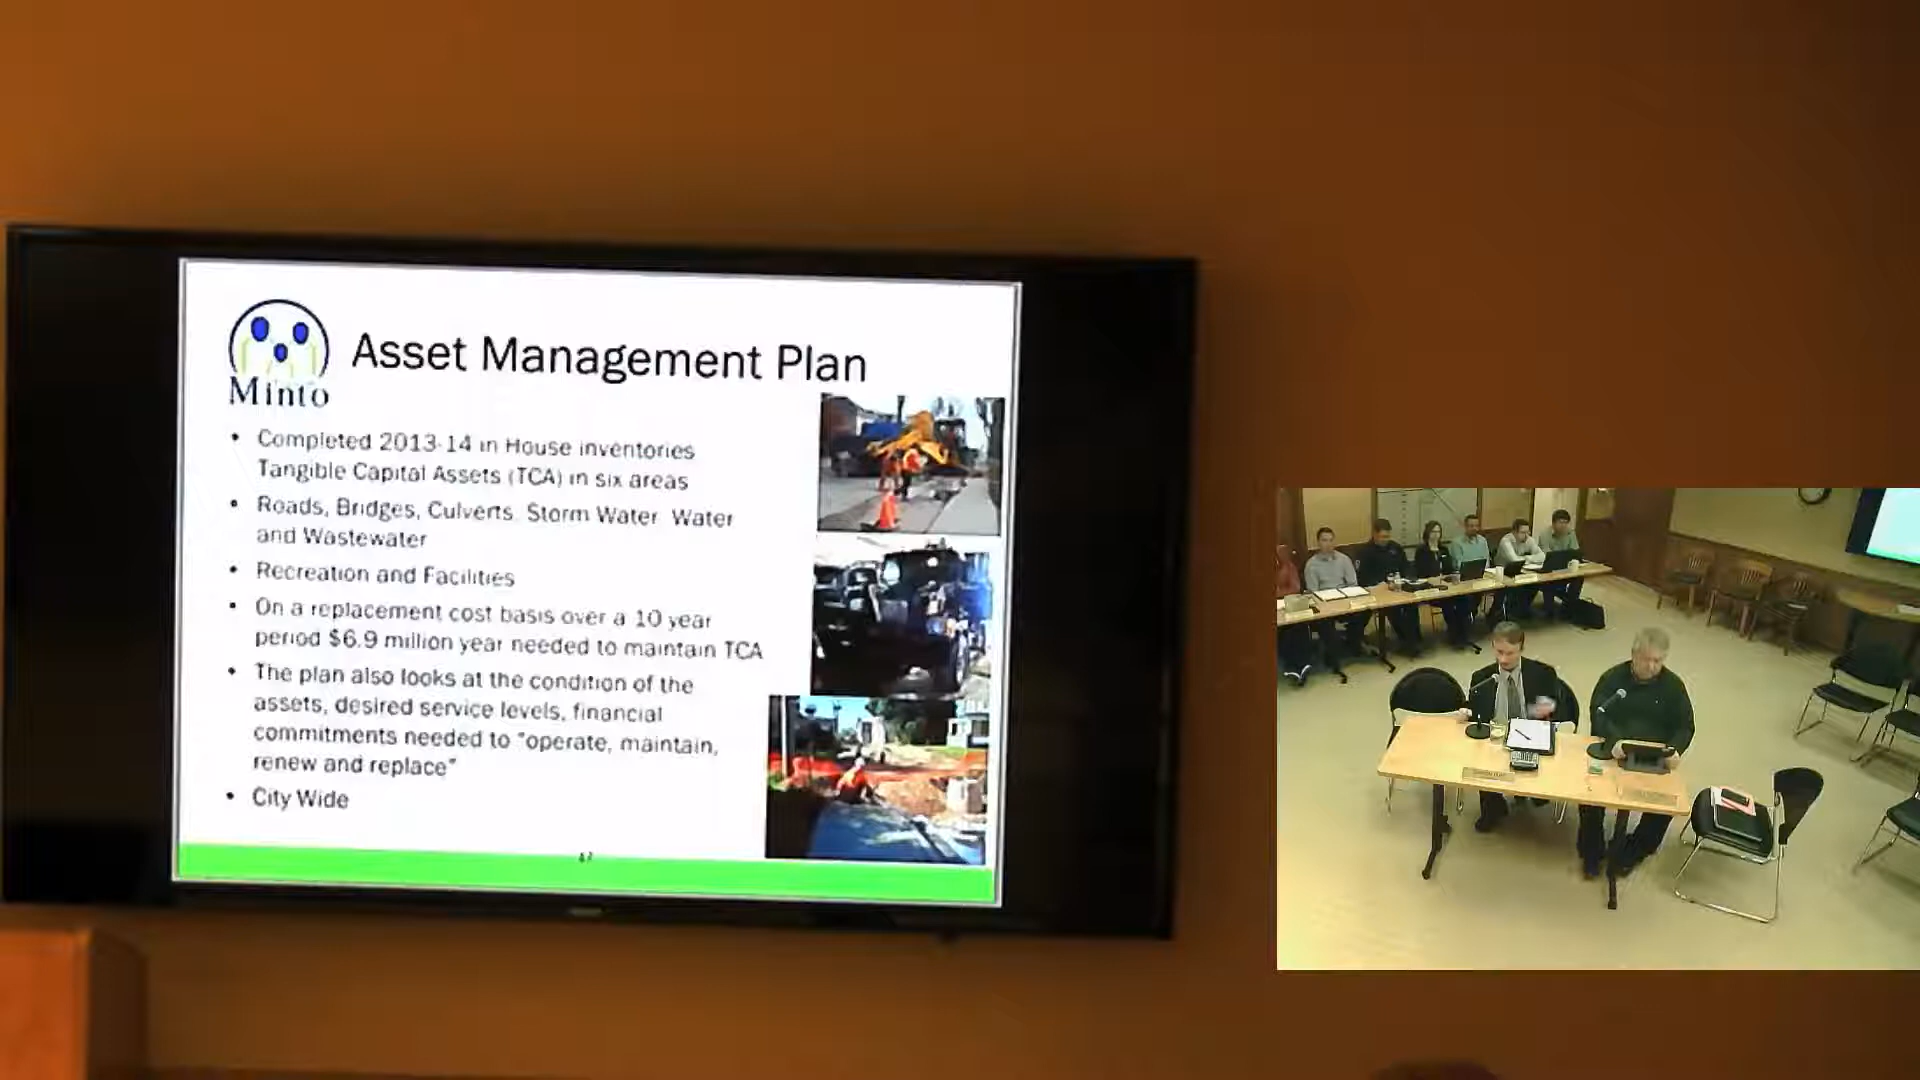 Minto
Asset Management Plan
• Completed 2013-14 in House inventories
Tangible Capital Assets (TCA) in six areas
• Roads, Bridges, Culverts, Storm Water, Water
and Wastewater
• Recreation and Facilities
• On a replacement cost basis over a 10 year
period $6.9 million year needed to maintain TCA
• The plan also looks at the condition of the
assets, desired service levels, financial
commitments needed to "operate, maintain,
renew and replace"
• City Wide